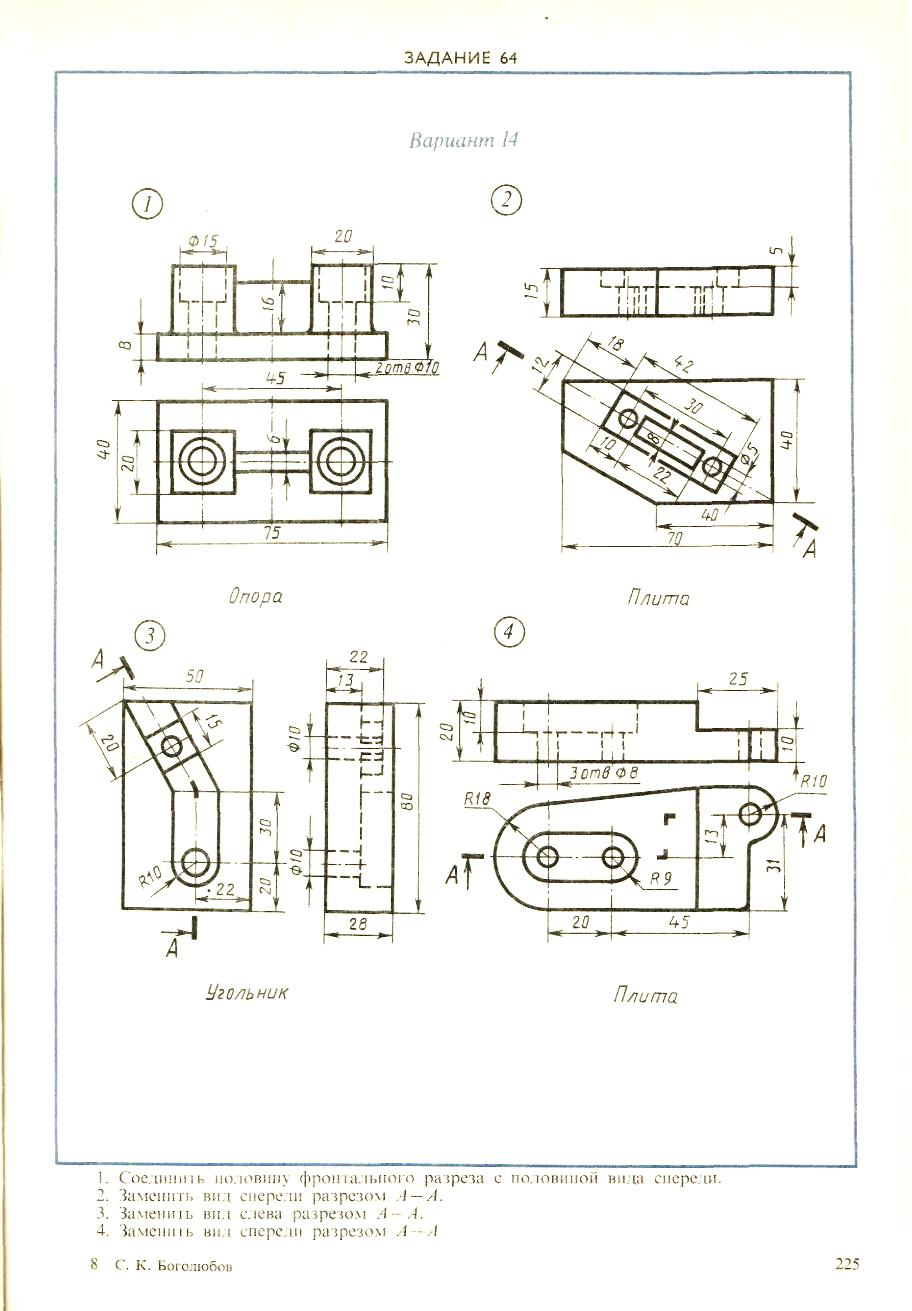 ЗАДАНИЕ 64
Вариант 14
1
2
Ф15
20
10
16
30
8
2 отв Ф10
45
40
20
6
75
Опора
5
15
A
18
42
12
30
8
10
22
Ф5
40
40
70
A
Плита
3
4
A
50
15
20
30
R10
22
20
A
22
13
Ф10
80
Ф10
28
Угольник
25
20
10
10
3 отв Ф8
R18
R10
13
31
A
A
R9
20
45
Плита
1. Соединить половину фронтального разреза с половиной вида спереди.
2. Заменить вид спереди разрезом А—А.
3. Заменить вид слева разрезом А—А.
4. Заменить вид спереди разрезом А—А
8 С. К. Боголюбов
225